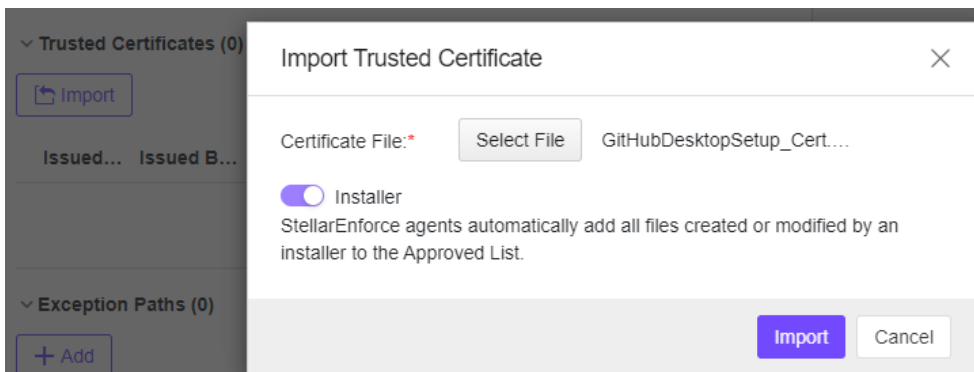 Trusted Certificates (0)
Import
Issued... Issued B...
Exception Paths (0)
Add
Import Trusted Certificate
Certificate File:* Select File GitHubDesktopSetup_Cert....
Installer
StellarEnforce agents automatically add all files created or modified by an
installer to the Approved List.
Import Cancel